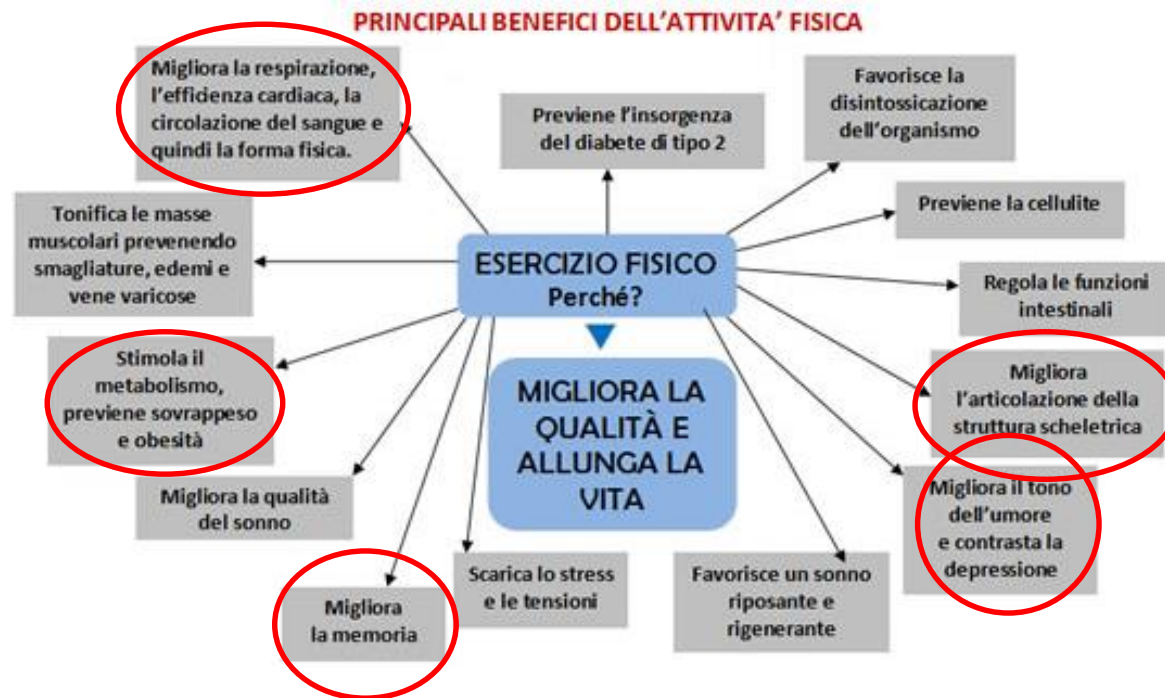 PRINCIPALI BENEFICI DELL'ATTIVITA' FISICA
Migliora la respirazione,
l'efficienza cardiaca, la
circolazione del sangue e
quindi la forma fisica.
Previene l'insorgenza
del diabete di tipo 2
Favorisce la
disintossicazione
dell'organismo
Tonifica le masse
muscolari prevenendo
smagliature, edemi e
vene varicose
Previene la cellulite
ESERCIZIO FISICO
Perché?
Regola le funzioni
intestinali
Stimola il
metabolismo,
previene sovrappeso
e obesità
MIGLIORA LA
QUALITÀ E
ALLUNGA LA
VITA
Migliora
l'articolazione della
struttura scheletrica
Migliora la qualità
del sonno
Migliora il tono
dell'umore
e contrasta la
depressione
Migliora
la memoria
Scarica lo stress
e le tensioni
Favorisce un sonno
riposante e
rigenerante